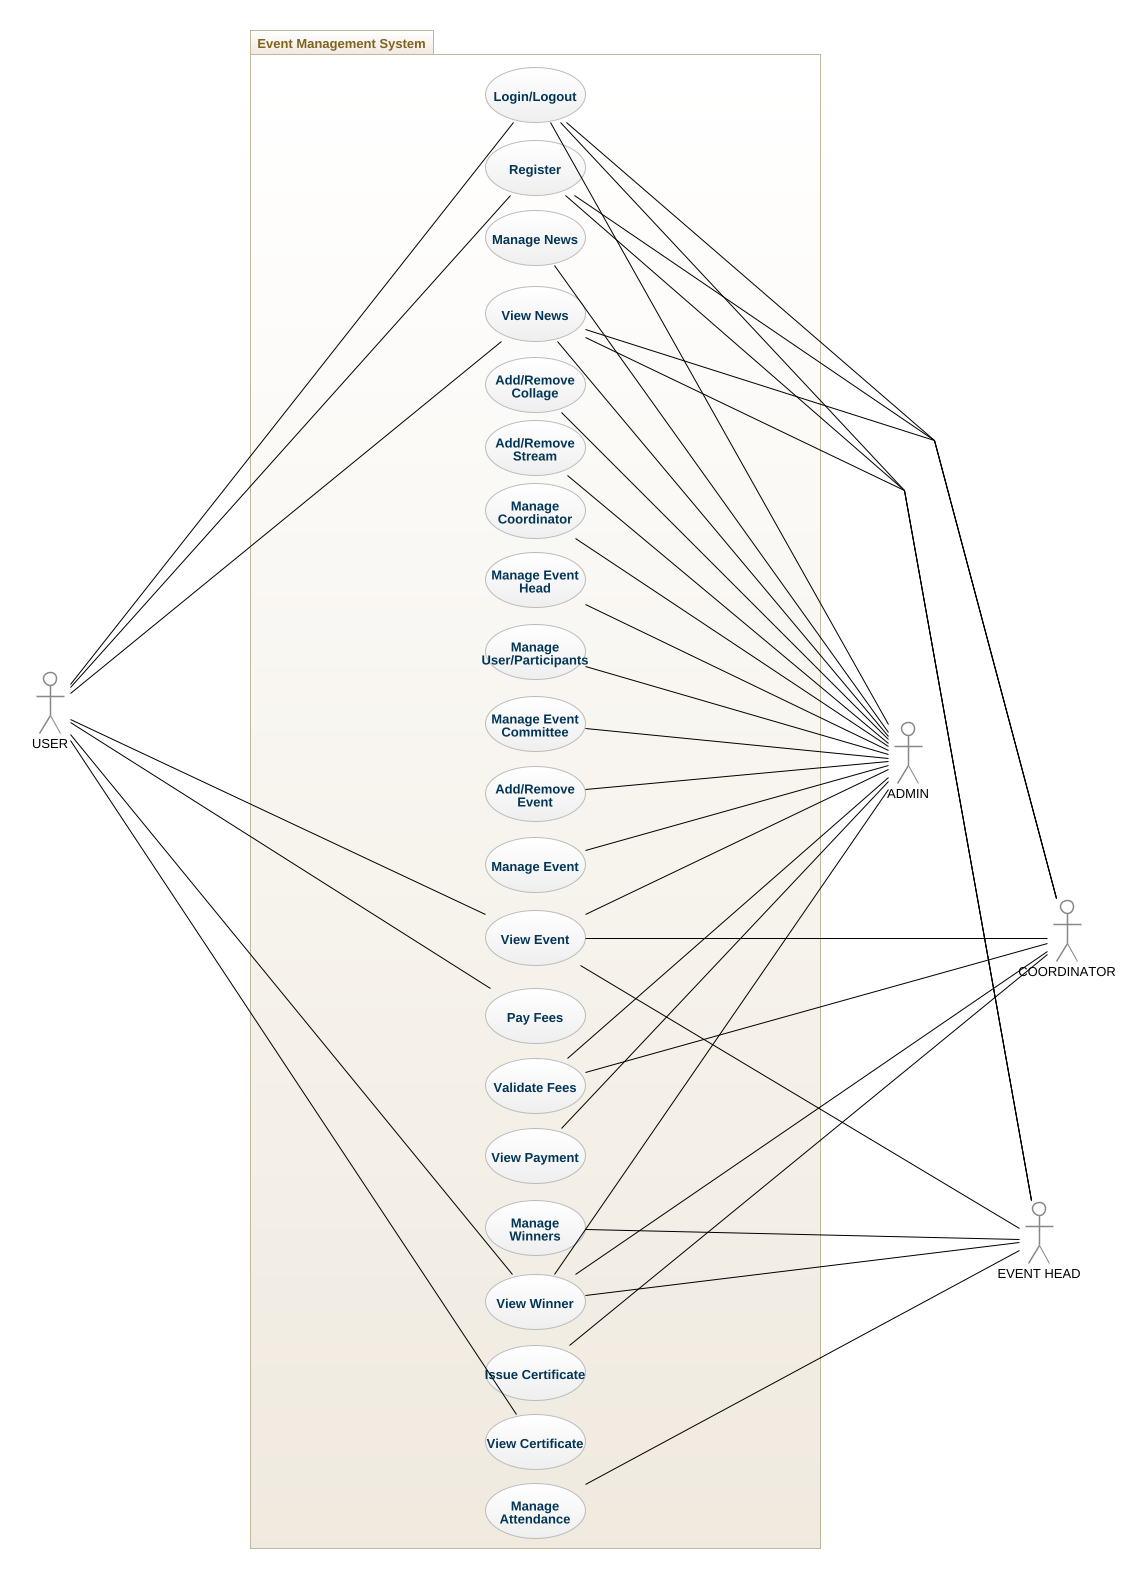 Event Management System
Login/Logout
Register
Manage News
View News
Add/Remove
Collage
Add/Remove
Stream
Manage
Coordinator
Manage Event
Head
Manage
User/Participants
USER
Manage Event
Committee
ADMIN
Add/Remove
Event
Manage Event
View Event
COORDINATOR
Pay Fees
Validate Fees
View Payment
Manage
Winners
EVENT HEAD
View Winner
Issue Certificate
View Certificate
Manage
Attendance